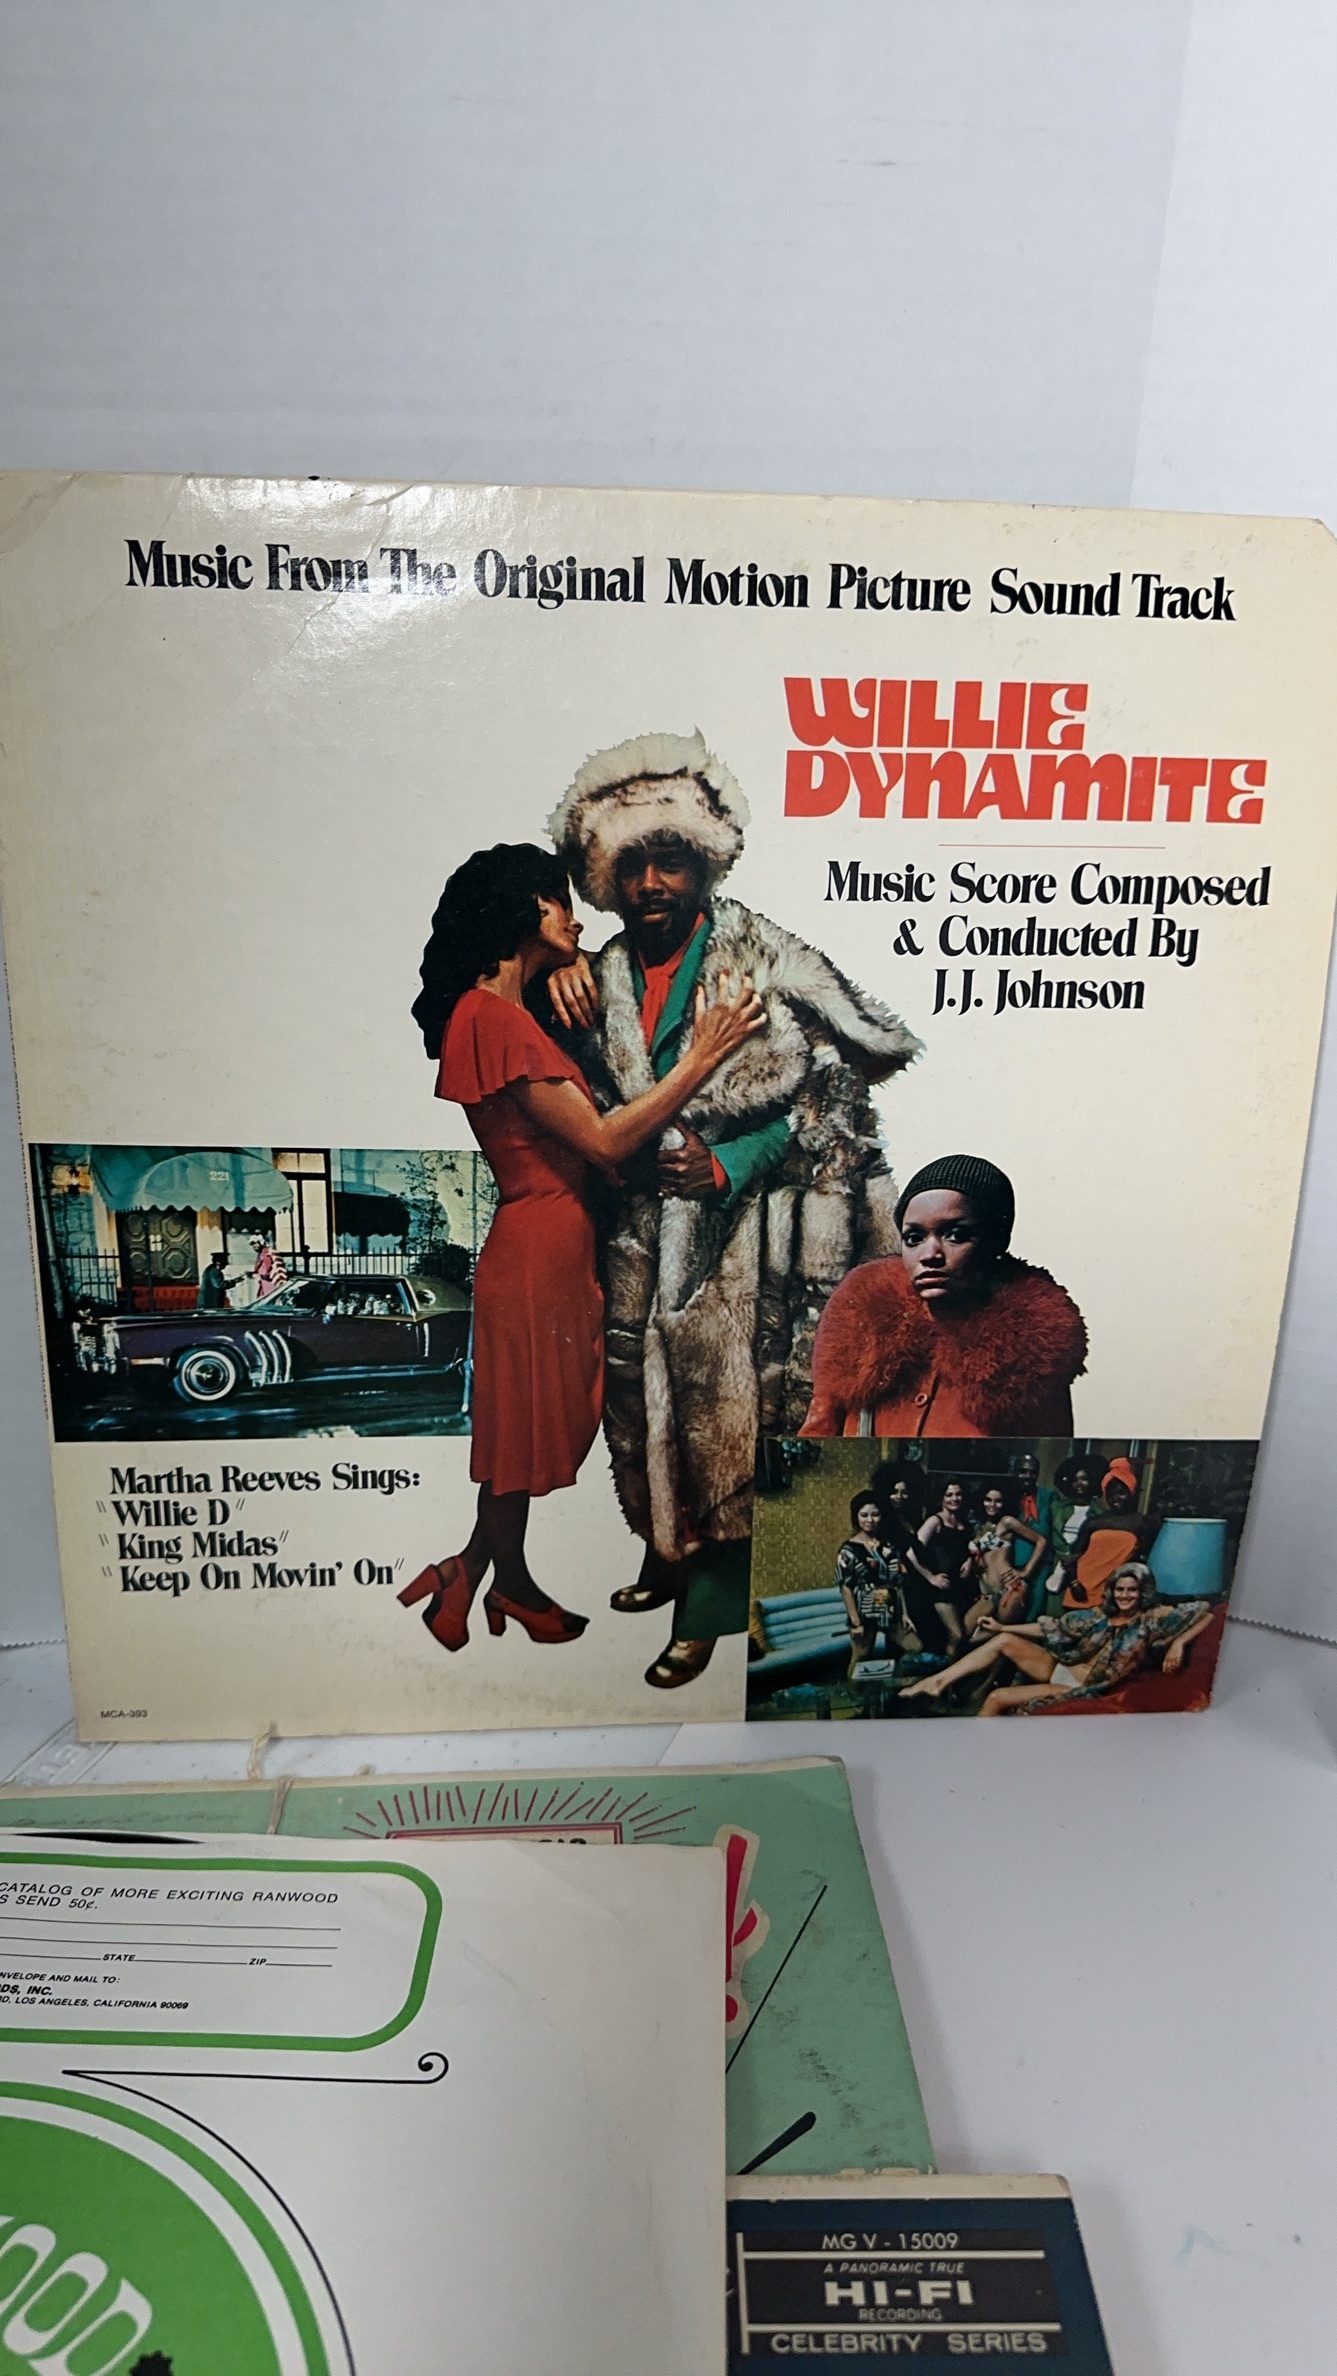 Music From The Original Motion Picture Sound Track
WILLIE
DYNAMITE
Music Score Composed
& Conducted By
J.J. Johnson
221
Martha Reeves Sings:
"Willie D"
"King Midas"
"Keep On Movin' On"
MCA-393
CATALOG OF MORE EXCITING RANWOOD
S SEND 50¢.
STATE ZIP
NVELOPE AND MAIL TO:
DS, INC.
D, LOS ANGELES, CALIFORNIA 90069
MG V - 15009
A PANORAMIC TRUE
HI-FI
RECORDING
CELEBRITY SERIES